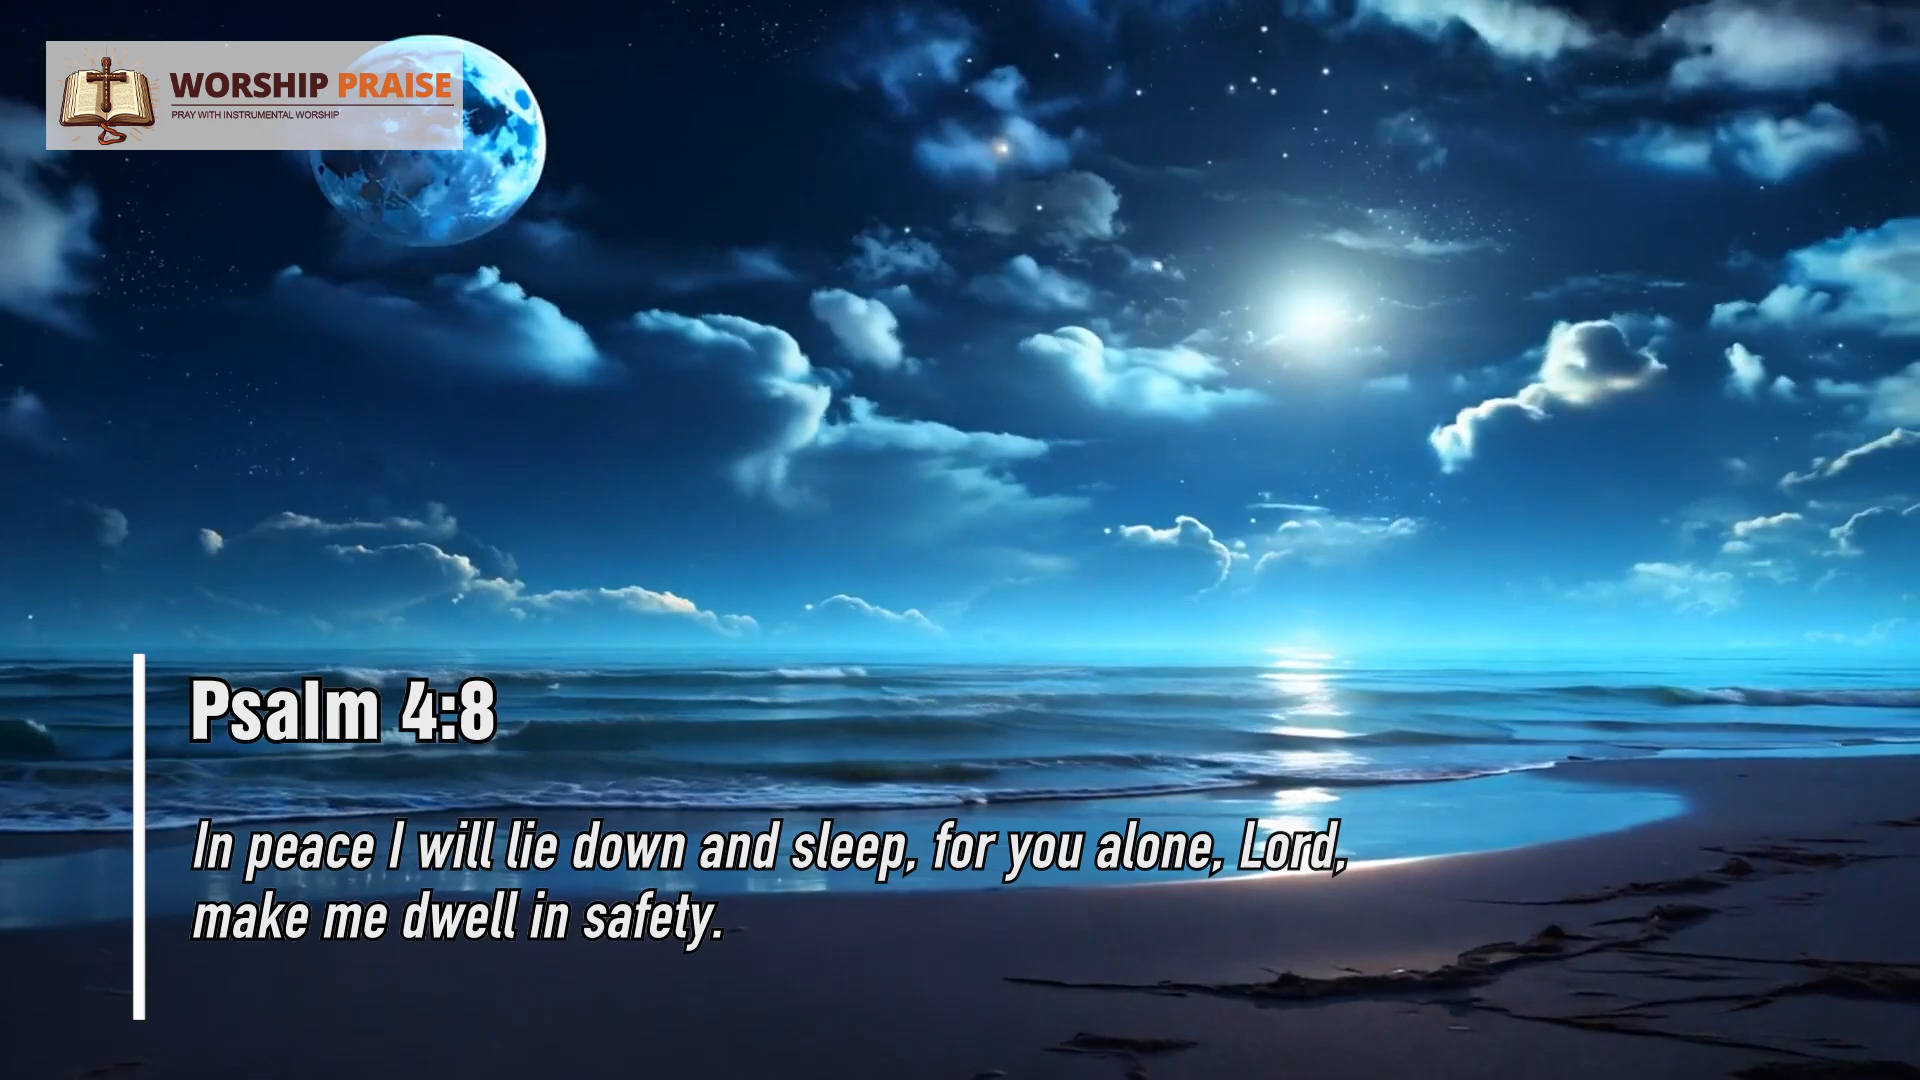 WORSHIP PRAISE
PRAY WITH INSTRUMENTAL WORSHIP
Psalm 4:8
In peace I will lie down and sleep, for you alone, Lord,
make me dwell in safety.